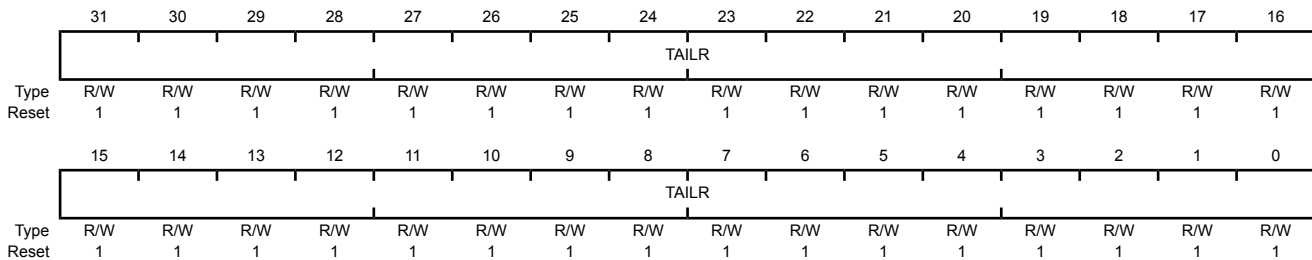 31 30 29 28 27 26 25 24 23 22 21 20 19 18 17 16
TAILR
Type R/W R/W R/W R/W R/W R/W R/W R/W R/W R/W R/W R/W R/W R/W R/W R/W
Reset 1 1 1 1 1 1 1 1 1 1 1 1 1 1 1 1
15 14 13 12 11 10 9 8 7 6 5 4 3 2 1 0
TAILR
Type R/W R/W R/W R/W R/W R/W R/W R/W R/W R/W R/W R/W R/W R/W R/W R/W
Reset 1 1 1 1 1 1 1 1 1 1 1 1 1 1 1 1